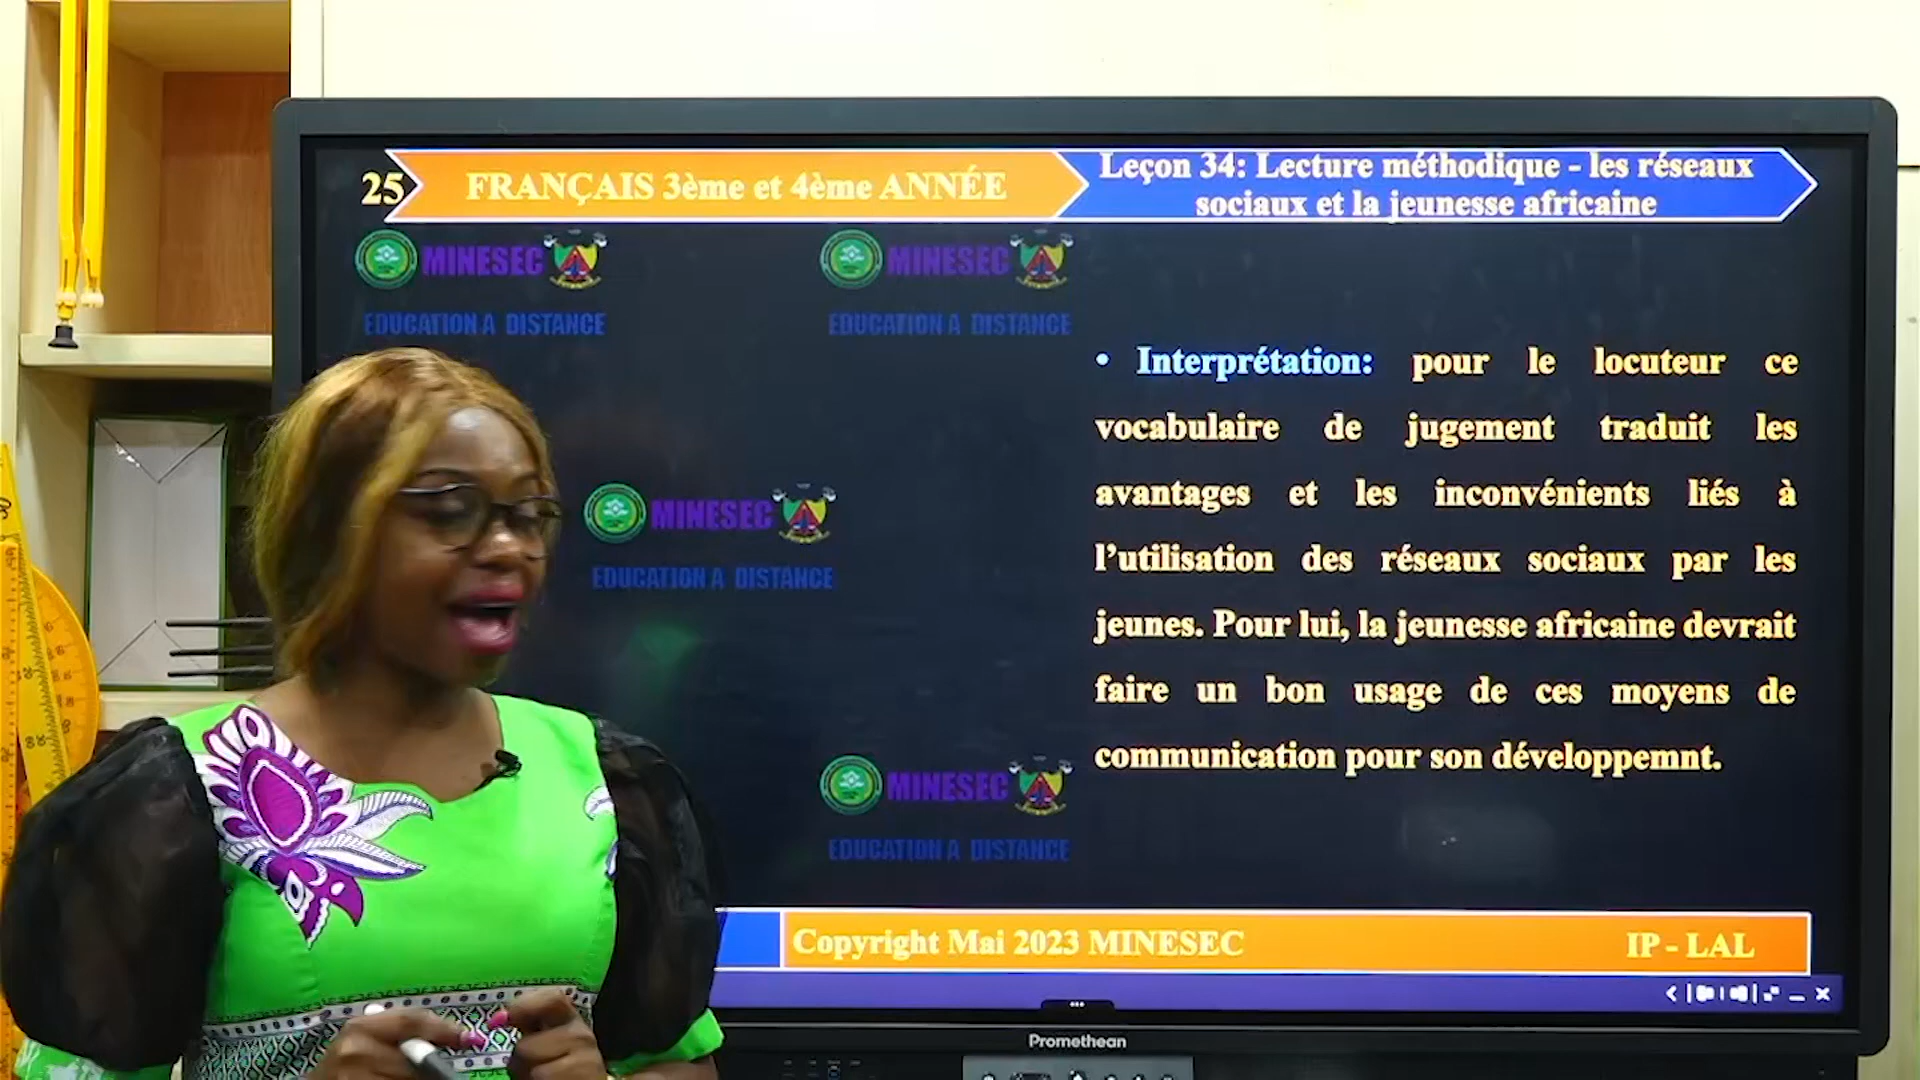 25
FRANÇAIS 3ème et 4ème ANNÉE
Leçon 34: Lecture méthodique - les réseaux
sociaux et la jeunesse africaine
MINESEC
EDUCATION A DISTANCE
MINESEC
EDUCATION A DISTANCE
• Interprétation: pour le locuteur ce
vocabulaire de jugement traduit les
avantages et les inconvénients liés à
l’utilisation des réseaux sociaux par les
jeunes. Pour lui, la jeunesse africaine devrait
faire un bon usage de ces moyens de
communication pour son développemnt.
MINESEC
EDUCATION A DISTANCE
MINESEC
EDUCATION A DISTANCE
Copyright Mai 2023 MINESEC
IP - LAL
Promethean